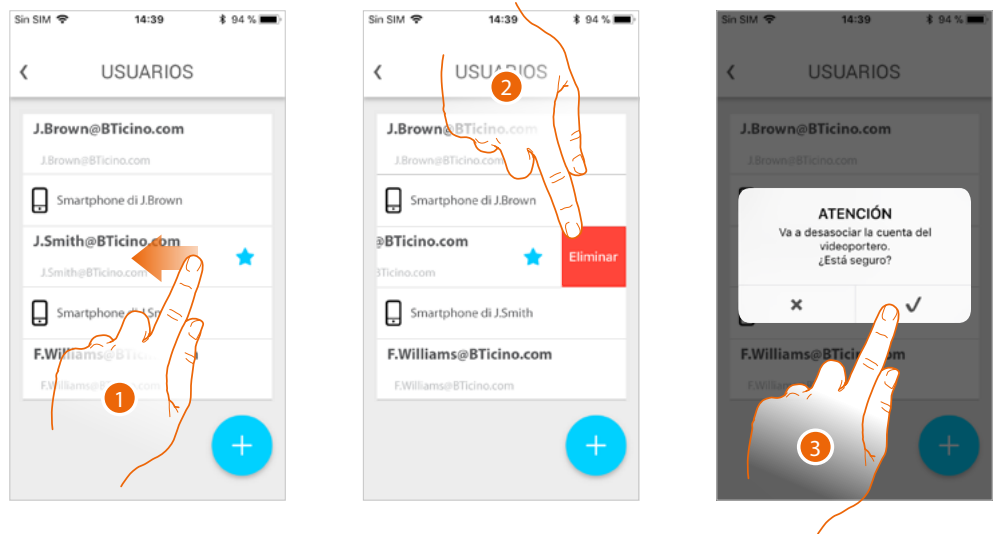 Sin SIM 14:39 94 %
USUARIOS
J.Brown@BTicino.com
J.Brown@BTicino.com
Smartphone di J.Brown
J.Smith@BTicino.com
J.Smith@BTicino.com
Smartphone di J.Sm
F.Williams@BTicino.com
F.Williams@BTicino.com
1
Sin SIM 14:39 94 %
USUARIOS
2
J.Brown@BTicino.com
J.Brown@BTicino.com
Smartphone di J.Brown
@BTicino.com
BTicino.com
Eliminar
Smartphone di J.Smith
F.Williams@BTicino.com
F.Williams@BTicino.com
Sin SIM 14:39 94 %
USUARIOS
J.Brown@BTicino.com
J.Brown@BTicino.com
ATENCIÓN
Va a desasociar la cuenta del
videoportero.
¿Está seguro?
F.Williams@BTicino.com
F.Williams
3